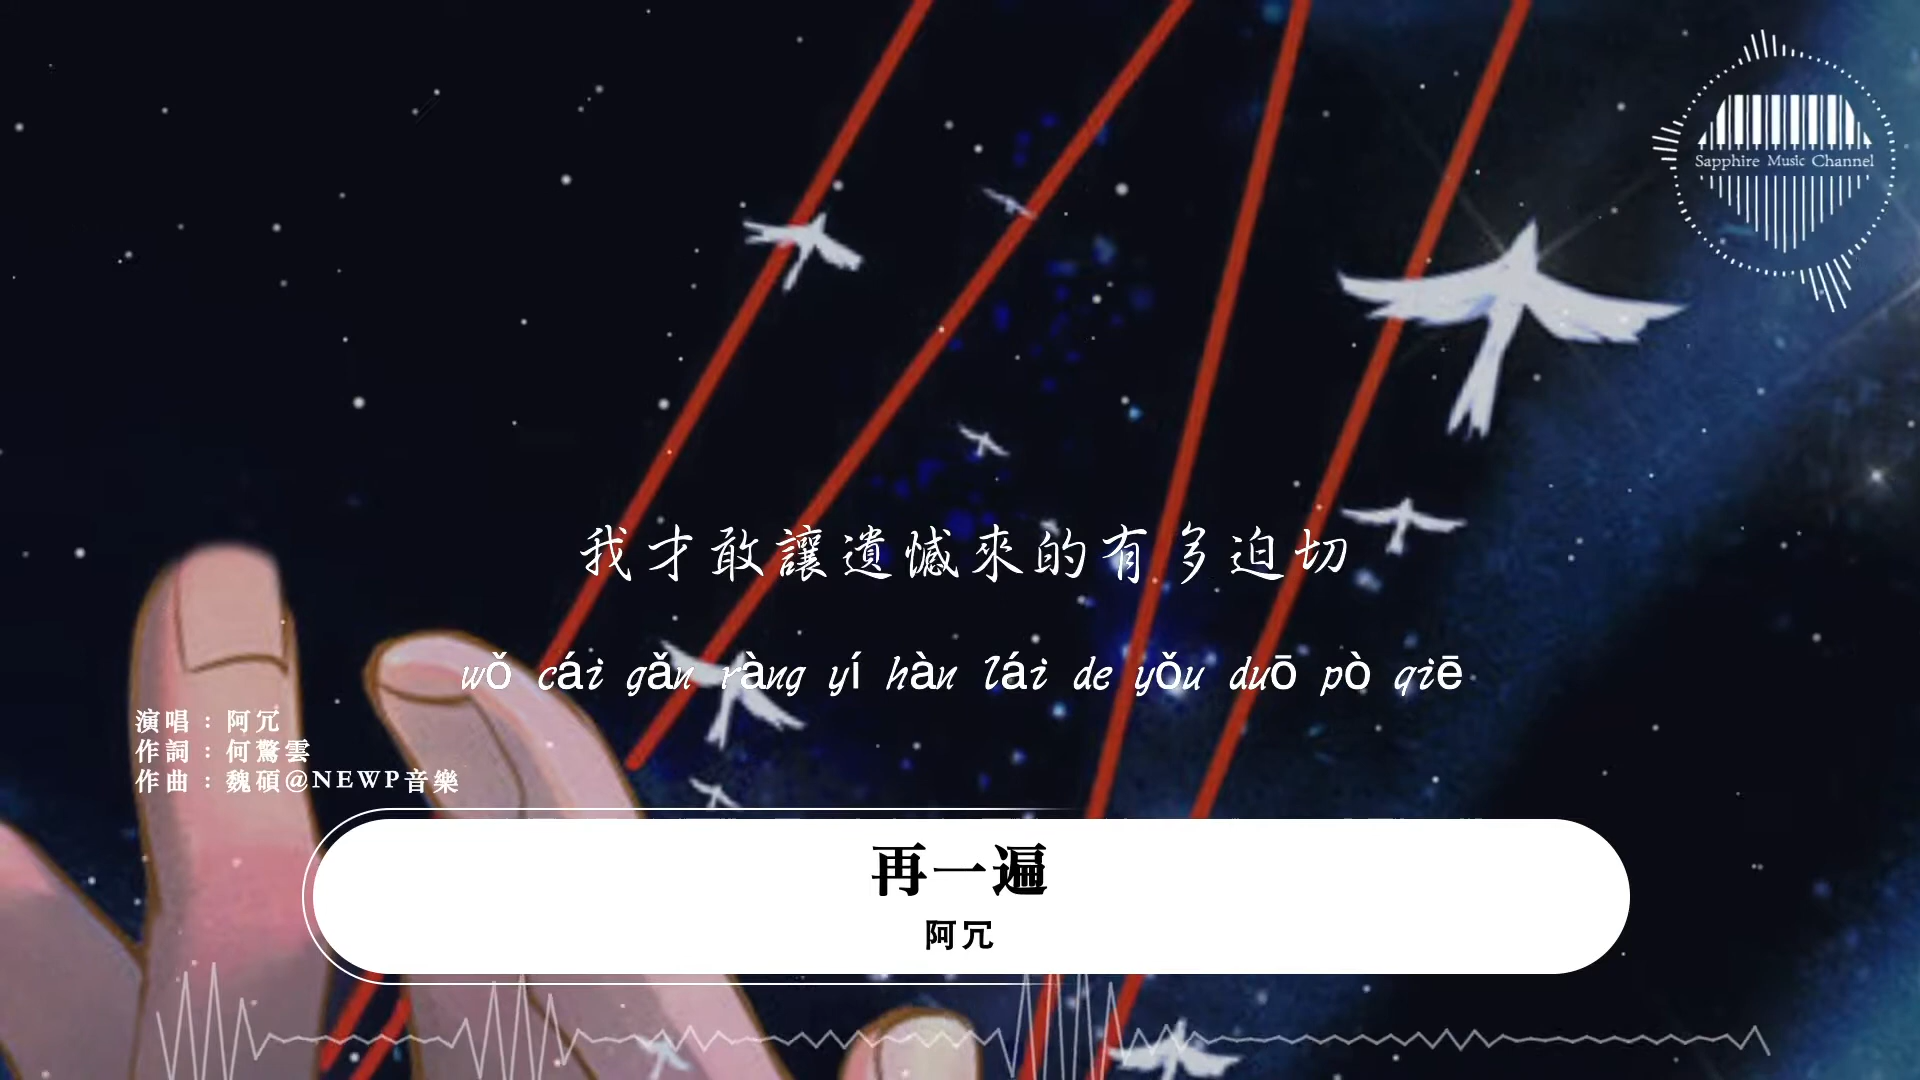 Sapphire Music Channel
我才敢讓遺憾來的有多迫切
wǒ cái gǎn ràng yí hàn lái de yǒu duō pò qiē
演唱：阿冗
作詞：何驚雲
作曲：魏碩@NEWP音樂
再一遍
阿冗